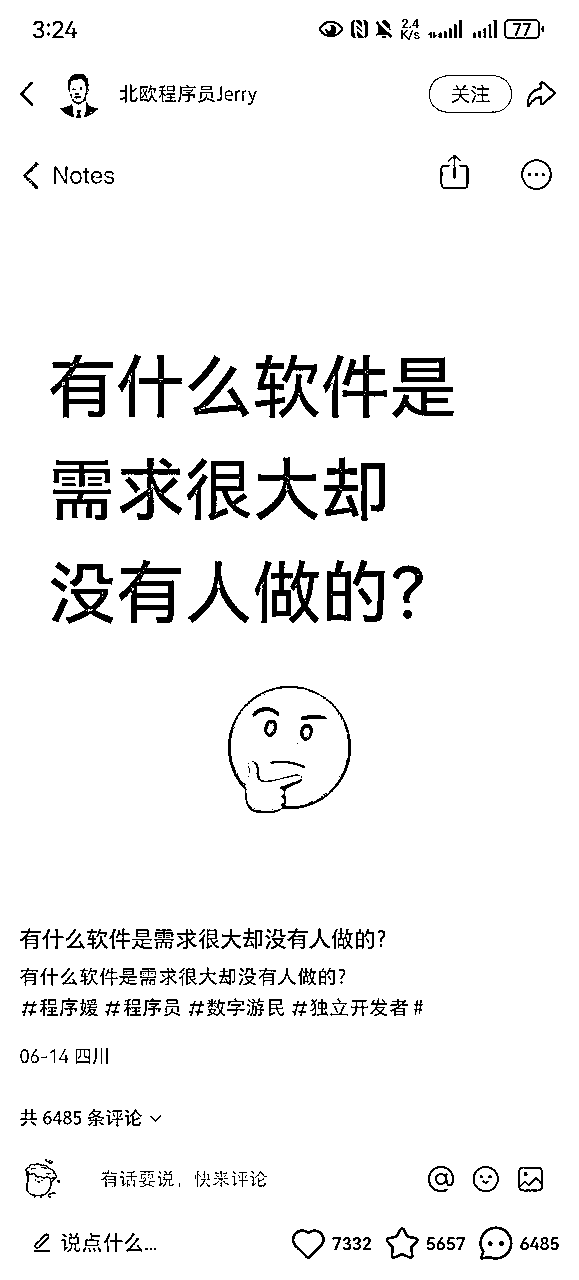 3:24
2.4
K/s
77
北欧程序员Jerry
关注
Notes
有什么软件是
需求很大却
没有人做的?
有什么软件是需求很大却没有人做的?
有什么软件是需求很大却没有人做的?
#程序媛 #程序员 #数字游民 #独立开发者 #
06-14 四川
共 6485 条评论
有话要说，快来评论
说点什么...
7332
5657
6485